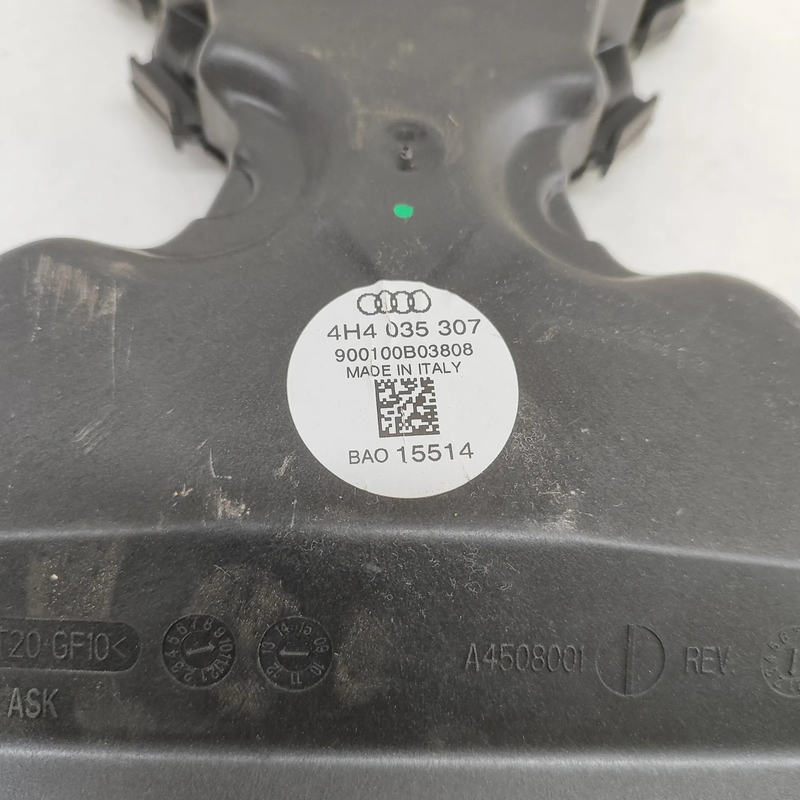 4H4 035 307
900100B03808
MADE IN ITALY
BAO 15514
T20-GF10<
A4508001
REV.
ASK